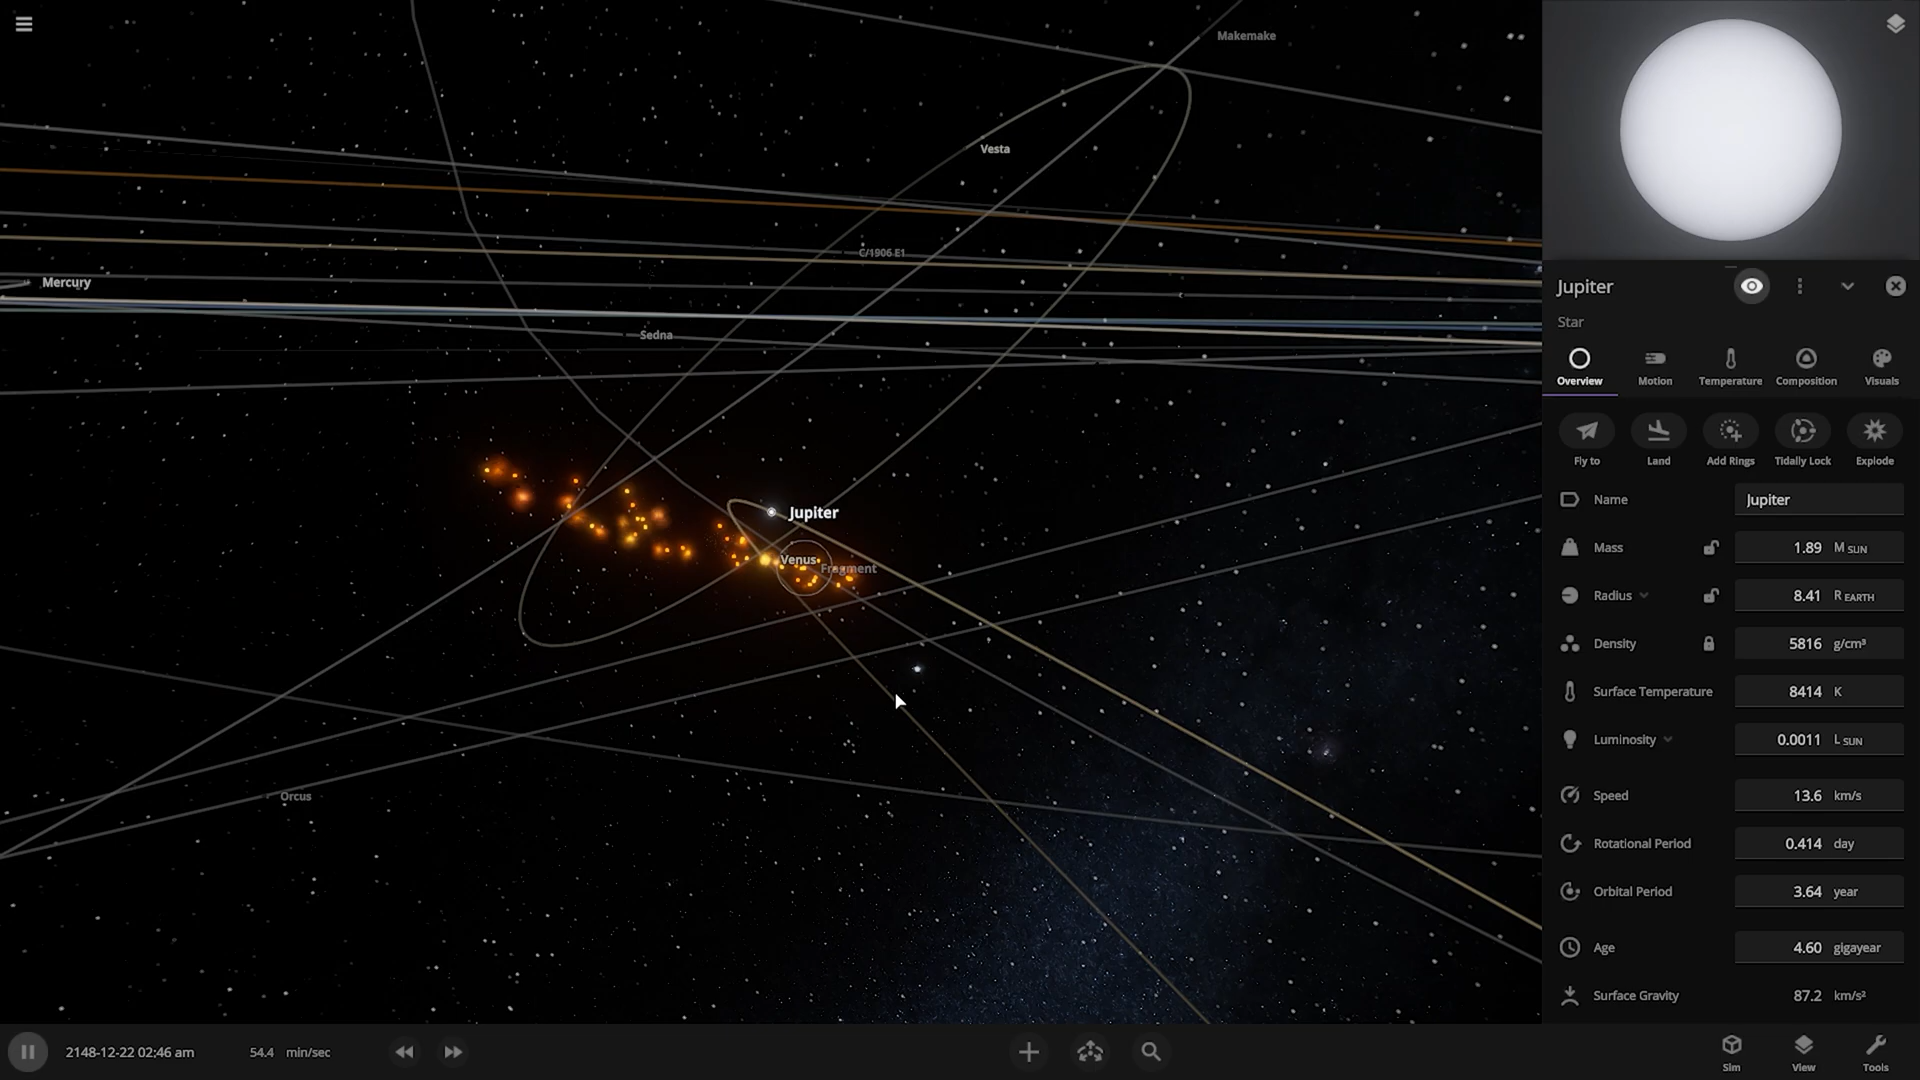 Makemake
Vesta
C/1906 E1
Mercury
Sedna
Jupiter
Venus
Fragment
Orcus
Jupiter
Star
Overview Motion Temperature Composition Visuals
Fly to Land Add Rings Tidally Lock Explode
Name Jupiter
Mass 1.89 M SUN
Radius 8.41 R EARTH
Density 5816 g/cm³
Surface Temperature 8414 K
Luminosity 0.0011 L SUN
Speed 13.6 km/s
Rotational Period 0.414 day
Orbital Period 3.64 year
Age 4.60 gigayear
Surface Gravity 87.2 km/s²
2148-12-22 02:46 am 54.4 min/sec
Sim View Tools